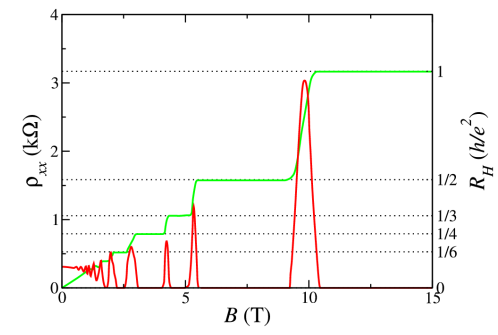 4
3
2
1
0
ρxx (kΩ)
1
1/2
1/3
1/4
1/6
0
RH (h/e²)
0 5 10 15
B (T)